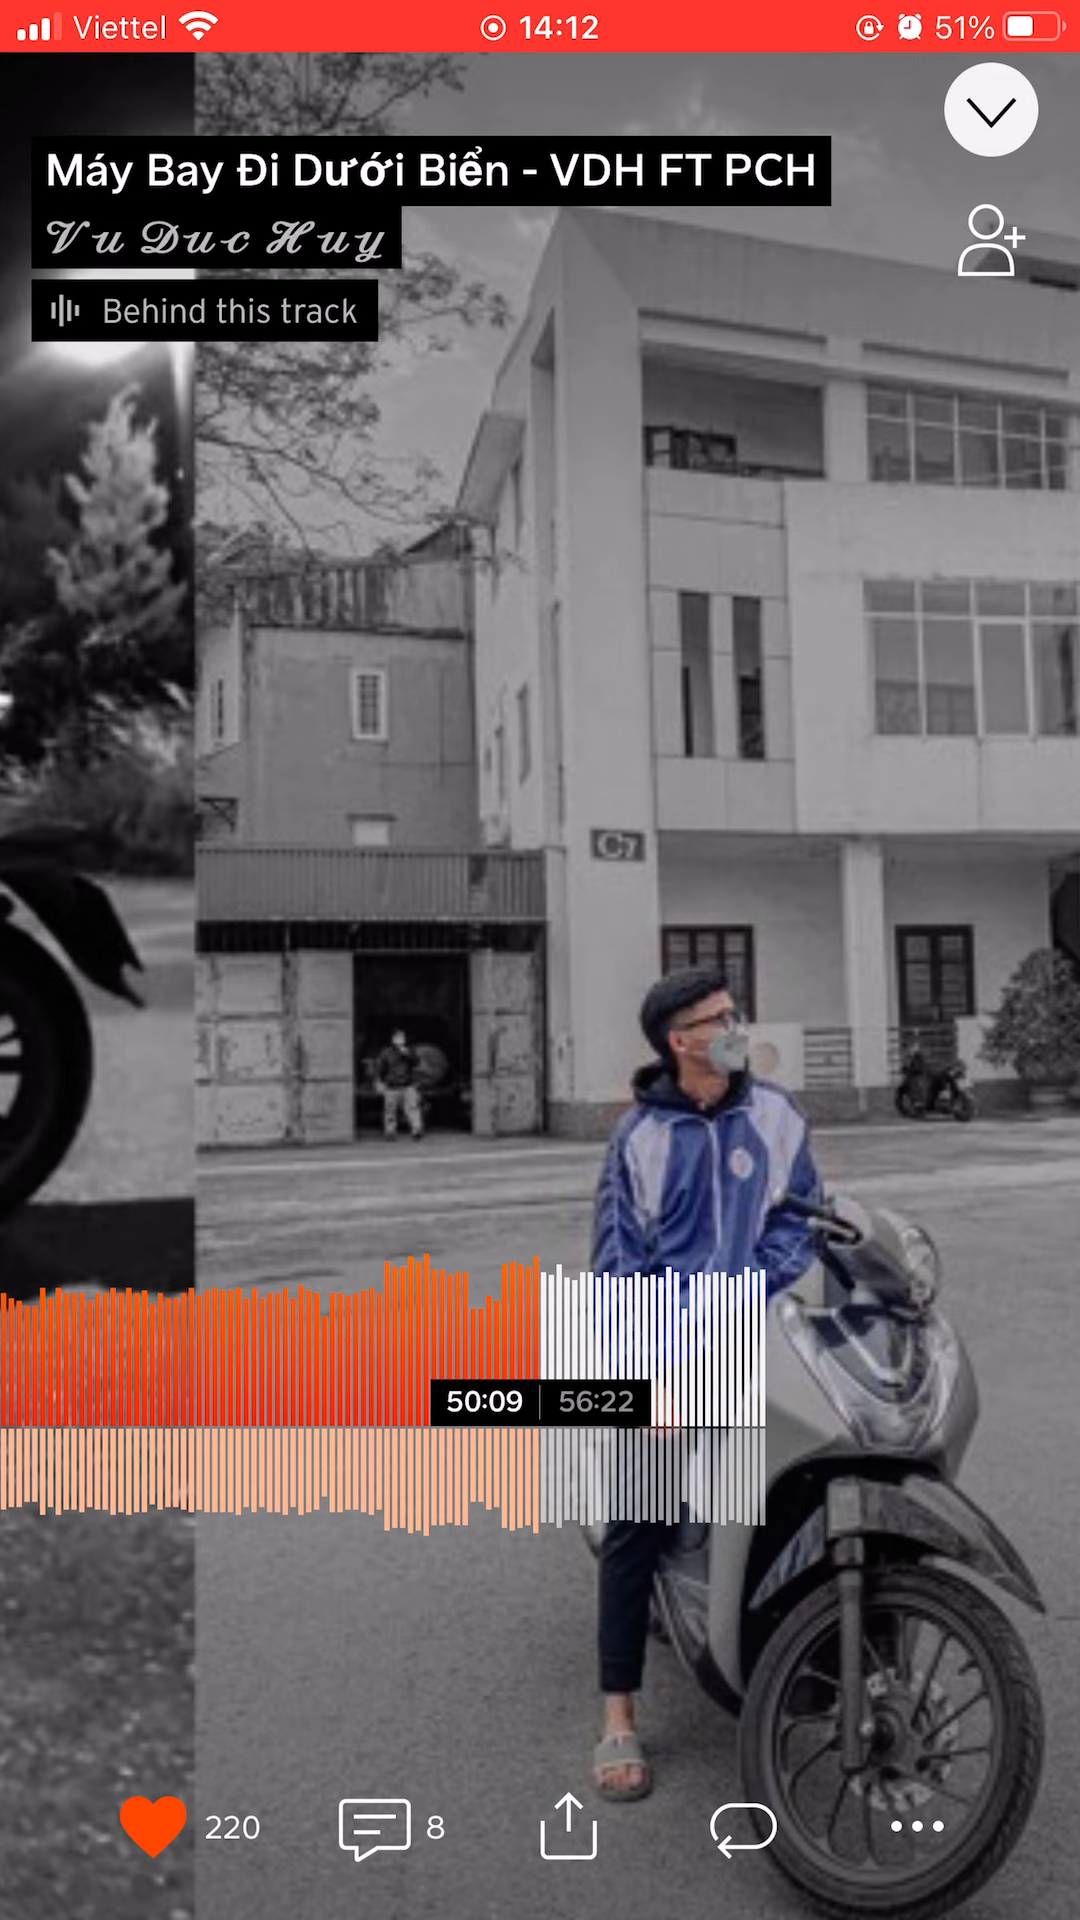 Viettel 14:12 51%
Máy Bay Đi Dưới Biển - VDH FT PCH
𝓥𝓾 𝓓𝓾𝓬 𝓗𝓾𝔂
Behind this track
C7
50:09 56:22
220 8